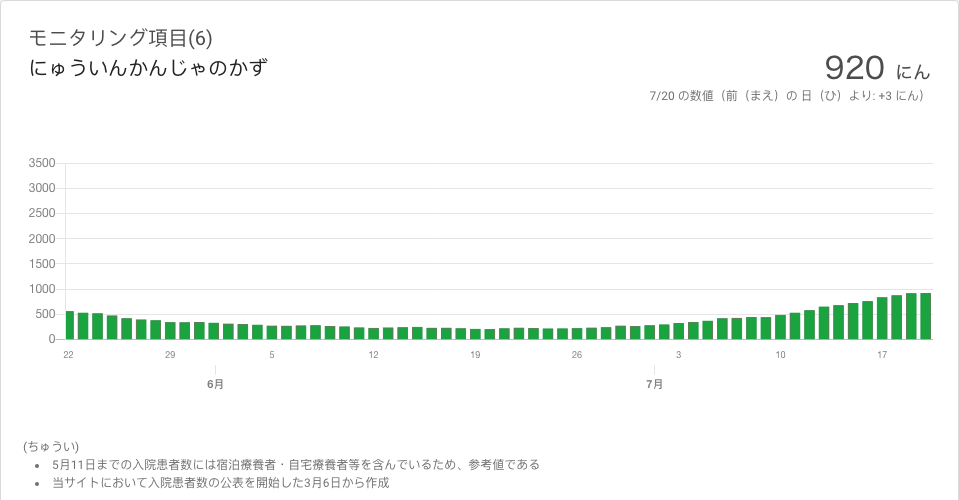 モニタリング項目(6)
にゅういんかんじゃのかず
920 にん
7/20 の数値（前（まえ）の 日（ひ）より: +3 にん）
3500
3000
2500
2000
1500
1000
500
0
22 29 5 12 19 26 3 10 17
6月 7月
(ちゅうい)
• 5月11日までの入院患者数には宿泊療養者・自宅療養者等を含んでいるため、参考値である
• 当サイトにおいて入院患者数の公表を開始した3月6日から作成